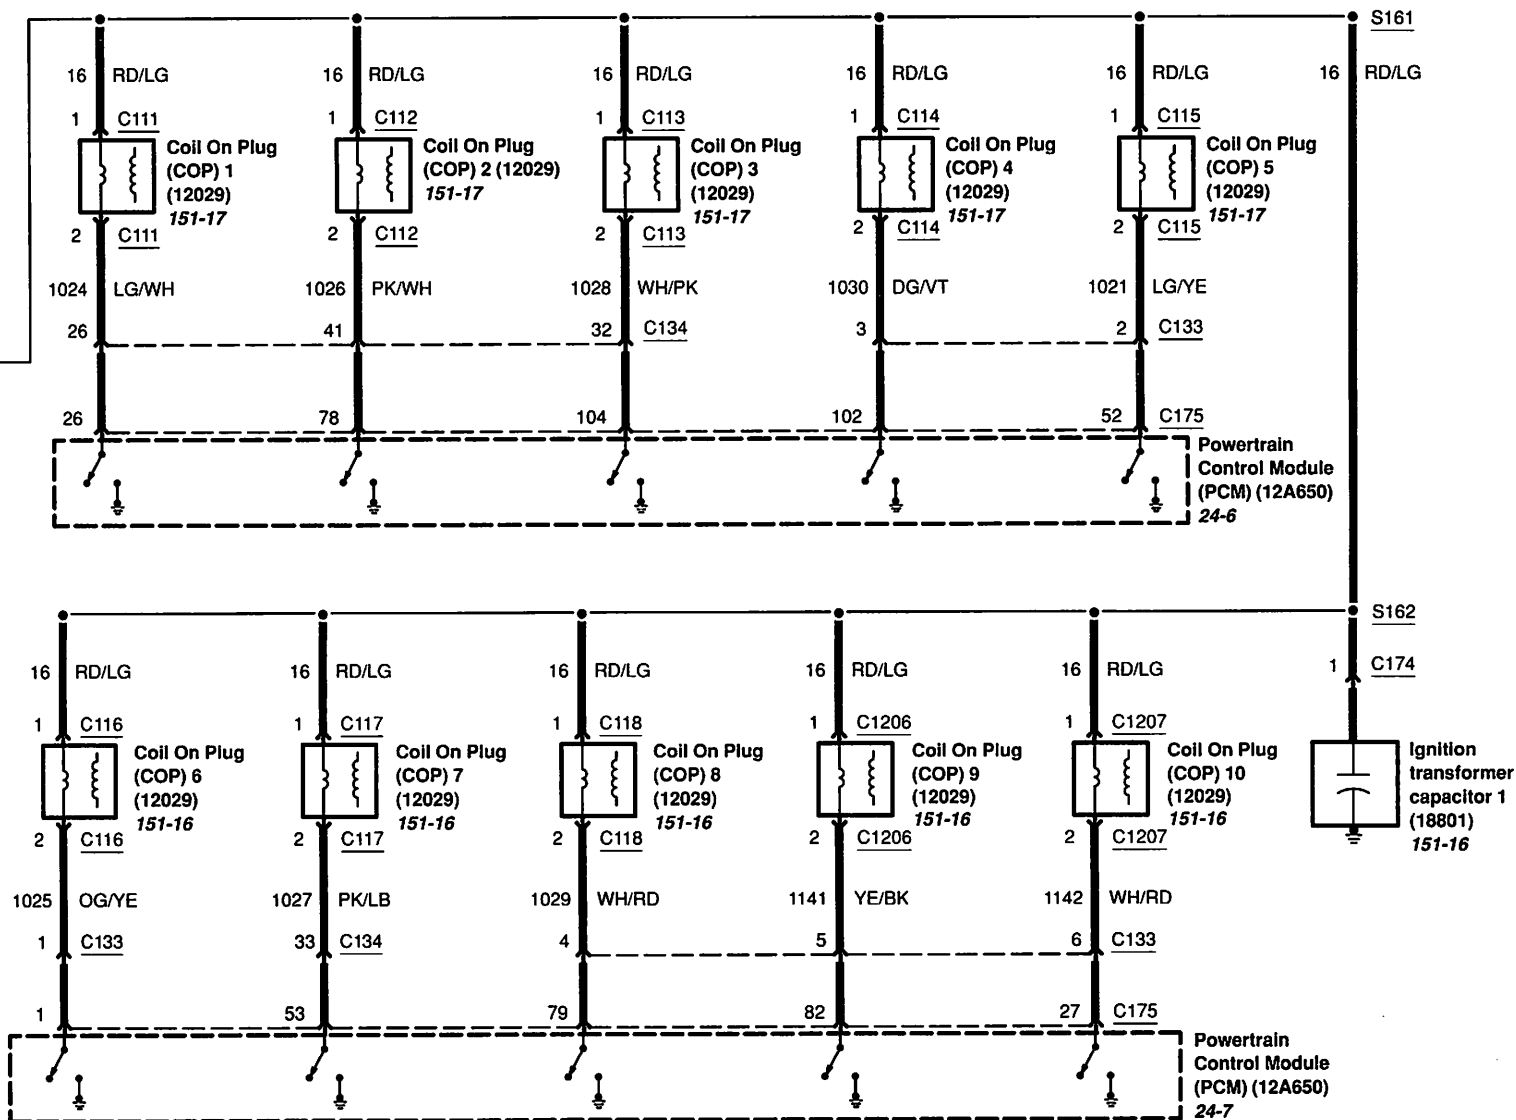 S161
16 RD/LG 16 RD/LG 16 RD/LG 16 RD/LG 16 RD/LG 16 RD/LG
1 C111 1 C112 1 C113 1 C114 1 C115
Coil On Plug
(COP) 1
(12029)
151-17
Coil On Plug
(COP) 2 (12029)
151-17
Coil On Plug
(COP) 3
(12029)
151-17
Coil On Plug
(COP) 4
(12029)
151-17
Coil On Plug
(COP) 5
(12029)
151-17
2 C111 2 C112 2 C113 2 C114 2 C115
1024 LG/WH 1026 PK/WH 1028 WH/PK 1030 DG/VT 1021 LG/YE
26 41 32 C134 3 2 C133
26 78 104 102 52 C175
Powertrain
Control Module
(PCM) (12A650)
24-6
S162
16 RD/LG 16 RD/LG 16 RD/LG 16 RD/LG 16 RD/LG 1 C174
1 C116 1 C117 1 C118 1 C1206 1 C1207
Coil On Plug
(COP) 6
(12029)
151-16
Coil On Plug
(COP) 7
(12029)
151-16
Coil On Plug
(COP) 8
(12029)
151-16
Coil On Plug
(COP) 9
(12029)
151-16
Coil On Plug
(COP) 10
(12029)
151-16
Ignition
transformer
capacitor 1
(18801)
151-16
2 C116 2 C117 2 C118 2 C1206 2 C1207
1025 OG/YE 1027 PK/LB 1029 WH/RD 1141 YE/BK 1142 WH/RD
1 C133 33 C134 4 5 6 C133
1 53 79 82 27 C175
Powertrain
Control Module
(PCM) (12A650)
24-7